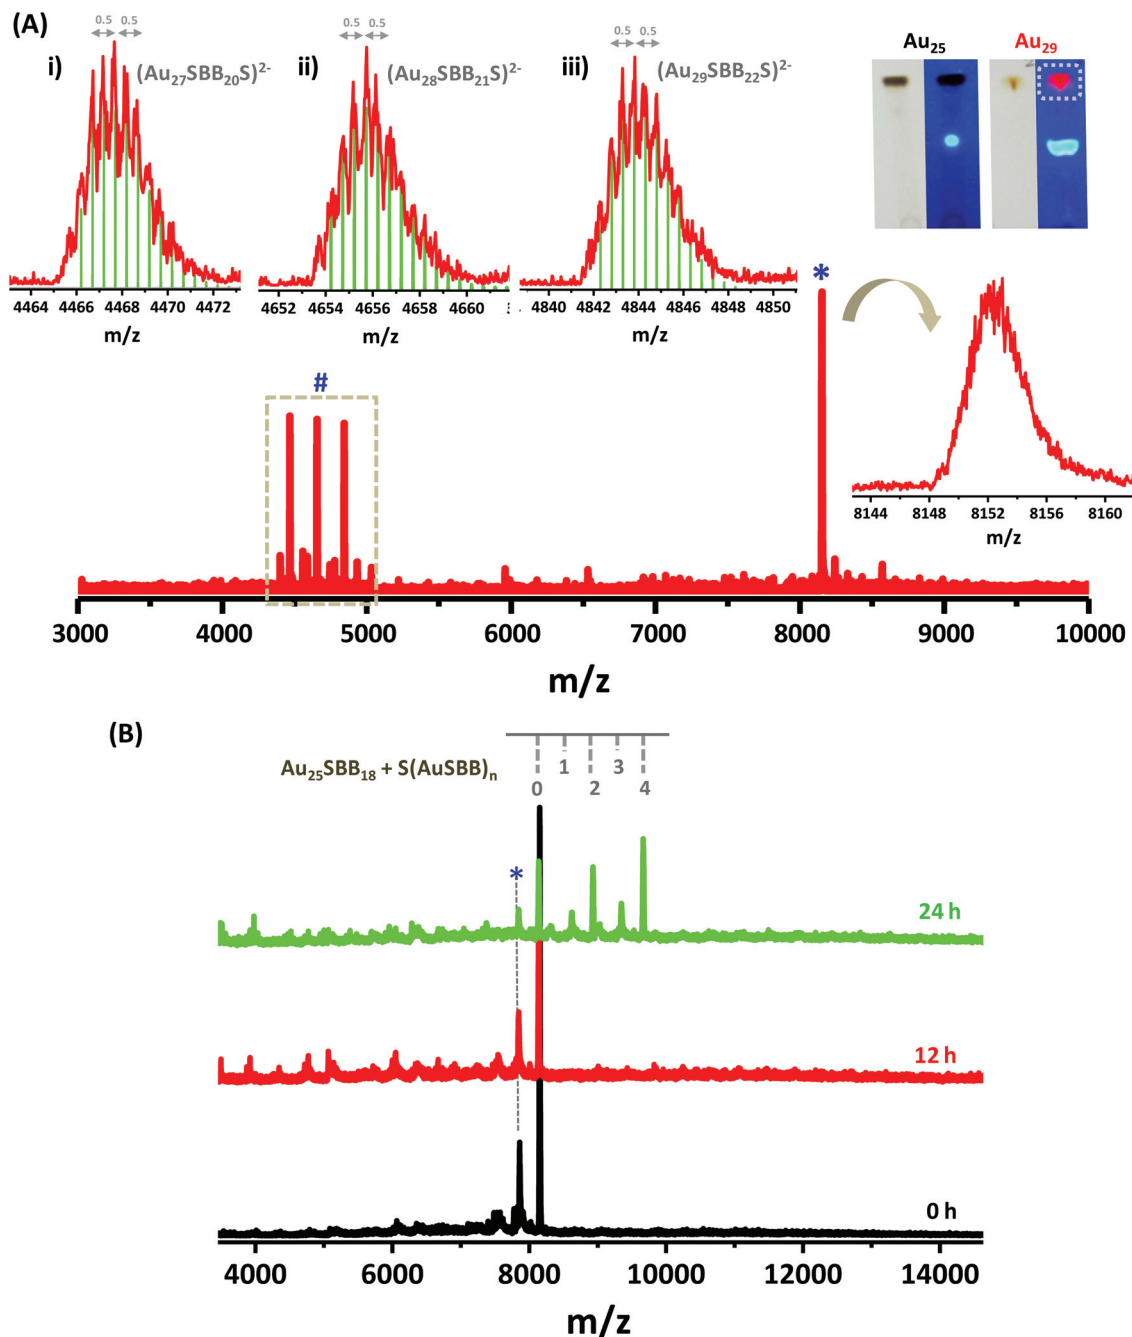 (A)
i)
0.5 0.5
(Au27SBB20S)2-
ii)
0.5 0.5
(Au28SBB21S)2-
iii)
0.5 0.5
(Au29SBB22S)2-
Au25
Au29
4464 4466 4468 4470 4472
m/z
4652 4654 4656 4658 4660
m/z
4840 4842 4844 4846 4848 4850
m/z
*
#
8144 8148 8152 8156 8160
m/z
3000 4000 5000 6000 7000 8000 9000 10000
m/z
(B)
Au25SBB18 + S(AuSBB)n
0 1 2 3 4
*
24 h
12 h
0 h
4000 6000 8000 10000 12000 14000
m/z